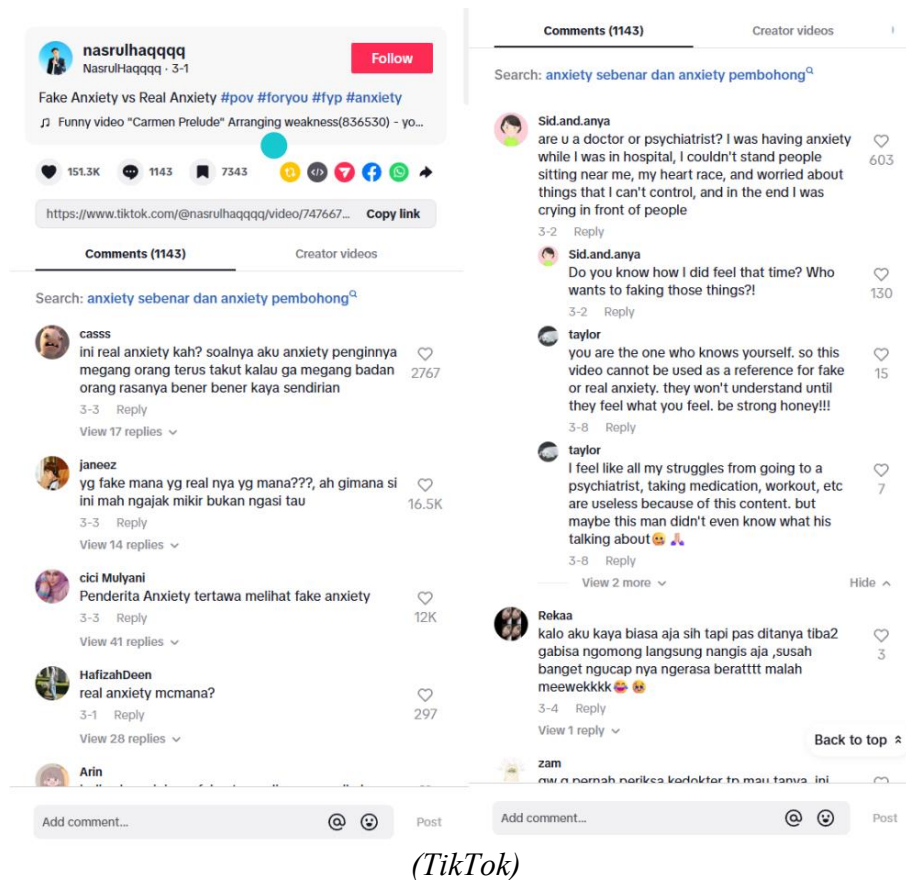 nasrulhaqqqq
NasrulHaqqqq · 3-1
Follow
Fake Anxiety vs Real Anxiety #pov #foryou #fyp #anxiety
Funny video "Carmen Prelude" Arranging weakness(836530) - yo...
151.3K
1143
7343
https://www.tiktok.com/@nasrulhaqqqq/video/747667...
Copy link
Comments (1143)
Creator videos
Search: anxiety sebenar dan anxiety pembohong
casss
ini real anxiety kah? soalnya aku anxiety penginnya
megang orang terus takut kalau ga megang badan
orang rasanya bener bener kaya sendirian
2767
3-3 Reply
View 17 replies
janeez
yg fake mana yg real nya yg mana???, ah gimana si
ini mah ngajak mikir bukan ngasi tau
16.5K
3-3 Reply
View 14 replies
cici Mulyani
Penderita Anxiety tertawa melihat fake anxiety
12K
3-3 Reply
View 41 replies
HafizahDeen
real anxiety mcmana?
297
3-1 Reply
View 28 replies
Arin
Add comment...
Post
Comments (1143)
Creator videos
Search: anxiety sebenar dan anxiety pembohong
Sid.and.anya
are u a doctor or psychiatrist? I was having anxiety
while I was in hospital, I couldn't stand people
sitting near me, my heart race, and worried about
things that I can't control, and in the end I was
crying in front of people
603
3-2 Reply
Sid.and.anya
Do you know how I did feel that time? Who
wants to faking those things?!
130
3-2 Reply
taylor
you are the one who knows yourself. so this
video cannot be used as a reference for fake
or real anxiety. they won't understand until
they feel what you feel. be strong honey!!!
15
3-8 Reply
taylor
I feel like all my struggles from going to a
psychiatrist, taking medication, workout, etc
are useless because of this content. but
maybe this man didn't even know what his
talking about
7
3-8 Reply
View 2 more
Hide
Rekaa
kalo aku kaya biasa aja sih tapi pas ditanya tiba2
gabisa ngomong langsung nangis aja ,susah
banget ngucap nya ngerasa beratttt malah
meewekkkk
3
3-4 Reply
View 1 reply
Back to top
zam
gw g pernah periksa kedokter tp mau tanya, ini
Add comment...
Post
(TikTok)